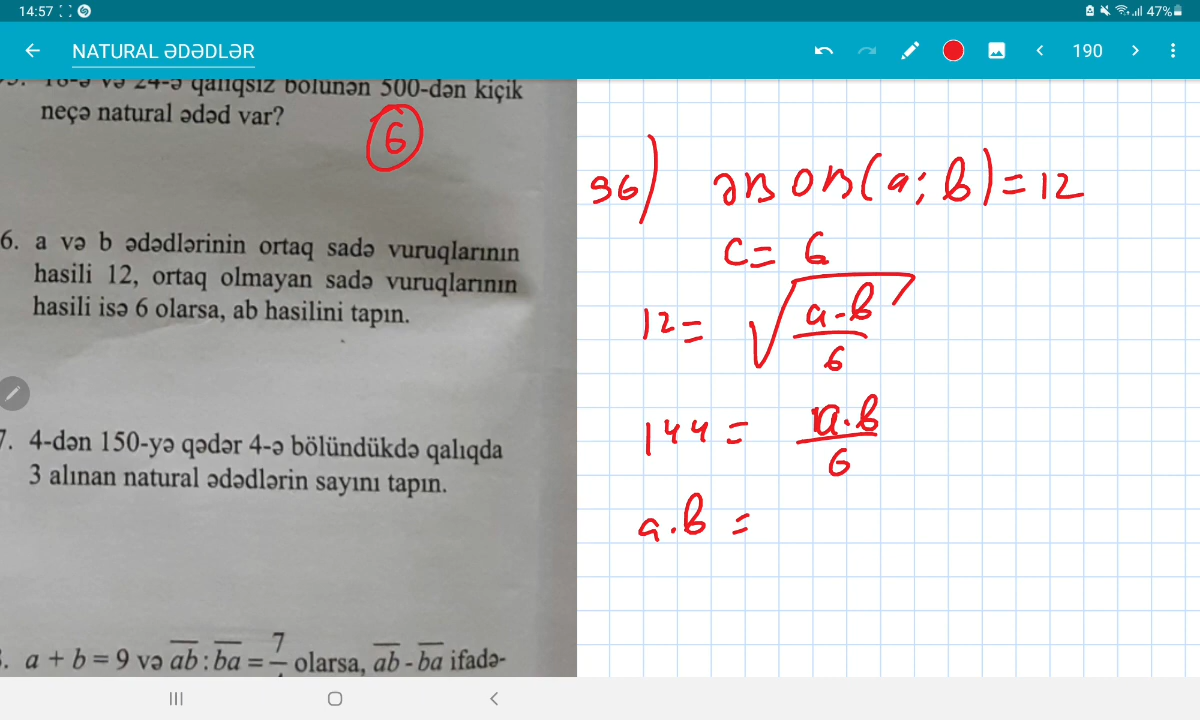 14:57
47%
NATURAL ƏDƏDLƏR
190
18-ə və 24-ə qalıqsız bölünən 500-dən kiçik
neçə natural ədəd var?
6
6. a və b ədədlərinin ortaq sadə vuruqlarının
hasili 12, ortaq olmayan sadə vuruqlarının
hasili isə 6 olarsa, ab hasilini tapın.
7. 4-dən 150-yə qədər 4-ə bölündükdə qalıqda
3 alınan natural ədədlərin sayını tapın.
. a + b = 9 və ab : ba = 7/ olarsa, ab - ba ifadə-
96) ƏBOB(a; b) = 12
C = 6
12 = √a·b/6
144 = a·b/6
a·b =